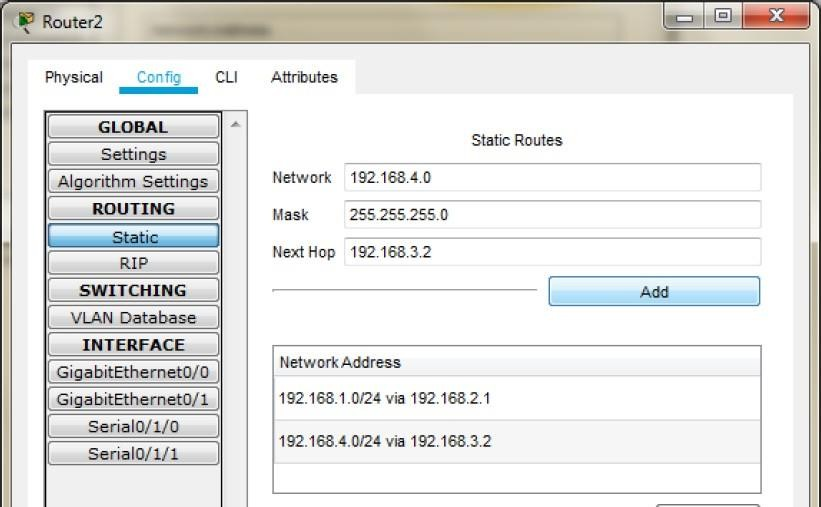 Router2
Physical Config CLI Attributes
GLOBAL
Settings
Algorithm Settings
ROUTING
Static
RIP
SWITCHING
VLAN Database
INTERFACE
GigabitEthernet0/0
GigabitEthernet0/1
Serial0/1/0
Serial0/1/1
Static Routes
Network 192.168.4.0
Mask 255.255.255.0
Next Hop 192.168.3.2
Add
Network Address
192.168.1.0/24 via 192.168.2.1
192.168.4.0/24 via 192.168.3.2